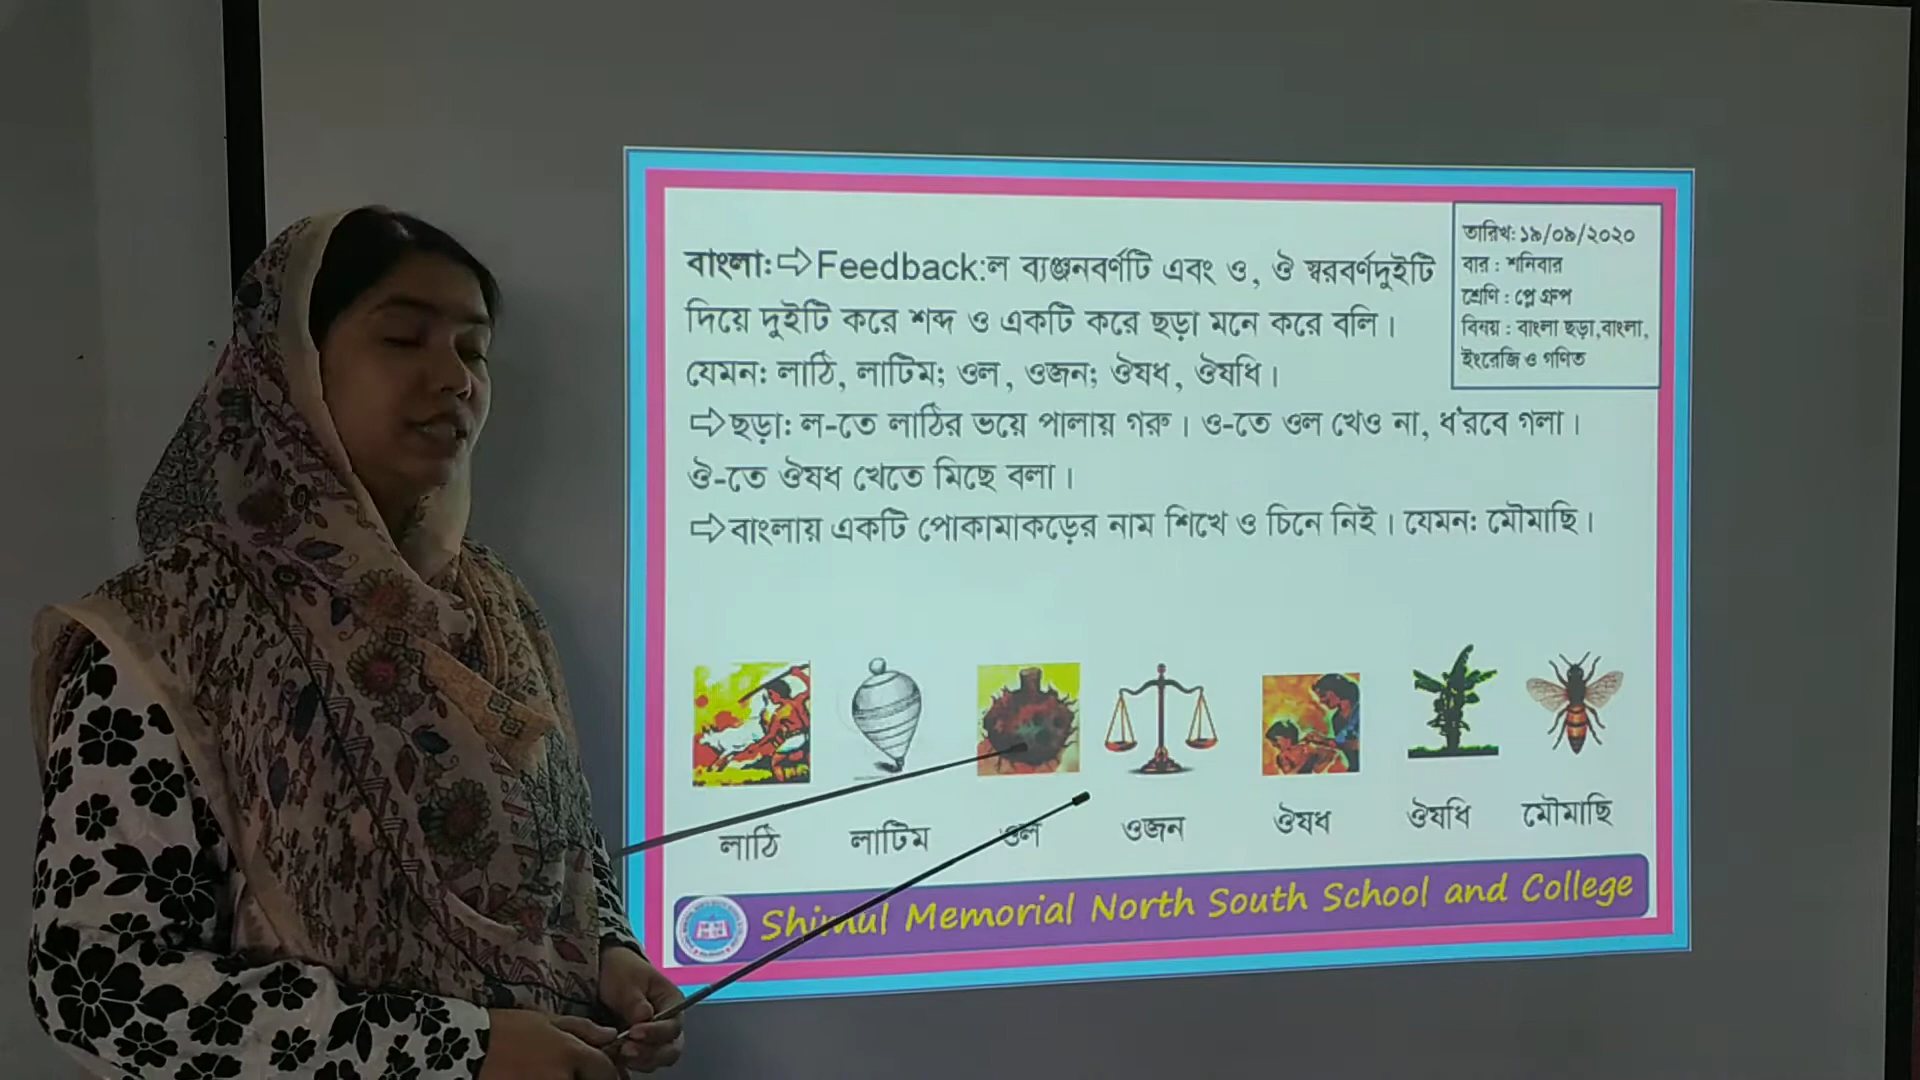 বাংলা: ⇨Feedback:ল ব্যঞ্জনবর্ণটি এবং ও, ঔ স্বরবর্ণদুইটি
দিয়ে দুইটি করে শব্দ ও একটি করে ছড়া মনে করে বলি।
যেমন: লাঠি, লাটিম; ওল, ওজন; ঔষধ, ঔষধি।
⇨ছড়া: ল-তে লাঠির ভয়ে পালায় গরু। ও-তে ওল খেও না, ধ'রবে গলা।
ঔ-তে ঔষধ খেতে মিছে বলা।
⇨বাংলায় একটি পোকামাকড়ের নাম শিখে ও চিনে নিই। যেমন: মৌমাছি।
তারিখ: ১৯/০৯/২০২০
বার : শনিবার
শ্রেণি : প্লে গ্রুপ
বিষয় : বাংলা ছড়া,বাংলা,
ইংরেজি ও গণিত
লাঠি লাটিম ওল ওজন ঔষধ ঔষধি মৌমাছি
Shimul Memorial North South School and College